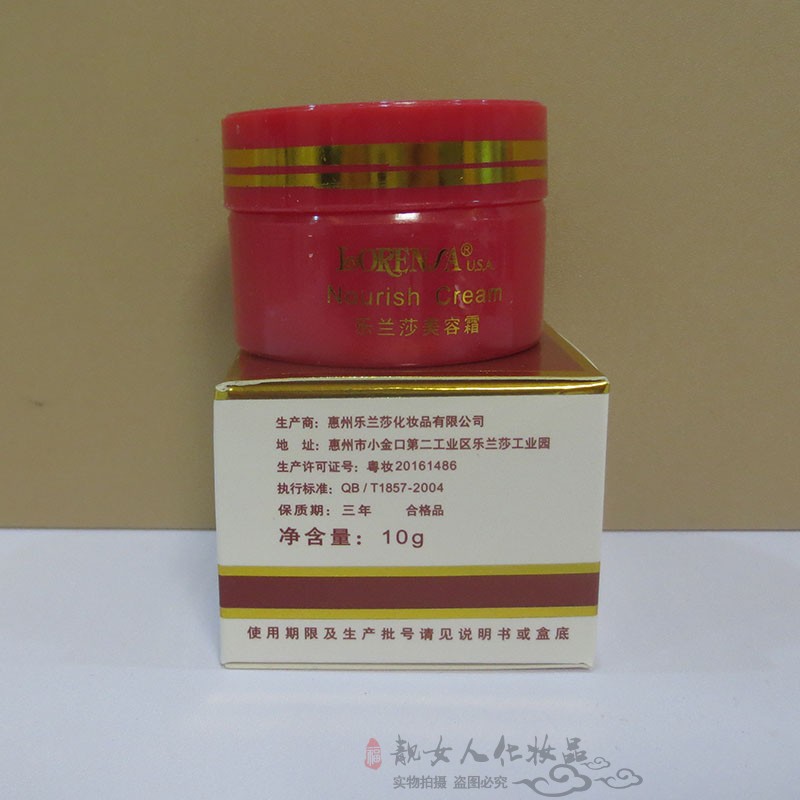 LORENSA® U.S.A
Nourish Cream
乐兰莎美容霜
生产商：惠州乐兰莎化妆品有限公司
地　址：惠州市小金口第二工业区乐兰莎工业园
生产许可证号：粤妆20161486
执行标准：QB/T1857-2004
保质期：三年　合格品
净含量：10g
使用期限及生产批号请见说明书或盒底
靓女人化妆品
实物拍摄 盗图必究